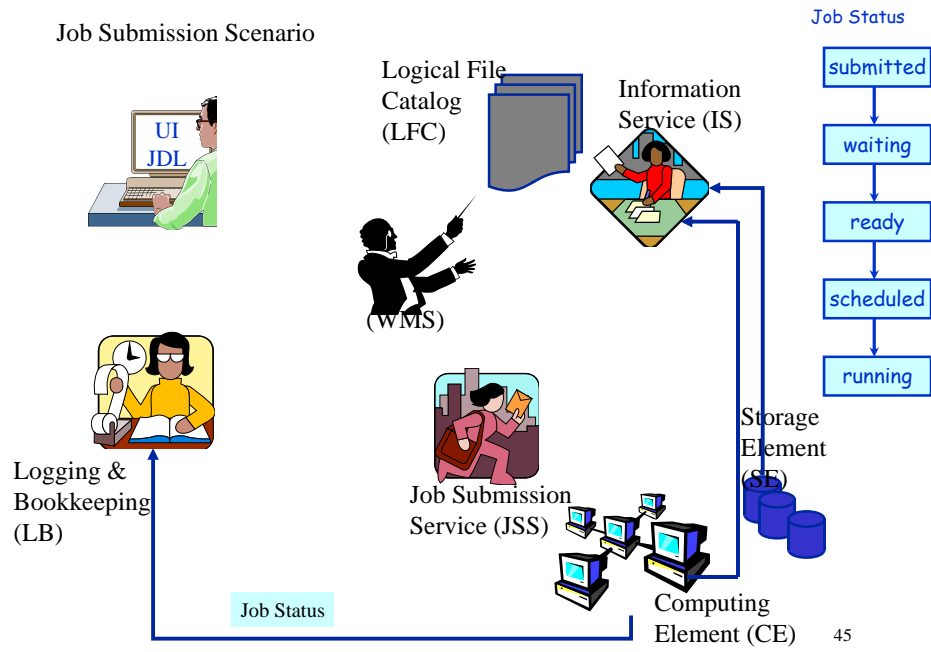 Job Submission Scenario
Job Status
submitted
waiting
ready
scheduled
running
UI
JDL
Logical File
Catalog
(LFC)
Information
Service (IS)
(WMS)
Logging &
Bookkeeping
(LB)
Job Submission
Service (JSS)
Storage
Element
(SE)
Job Status
Computing
Element (CE)
45